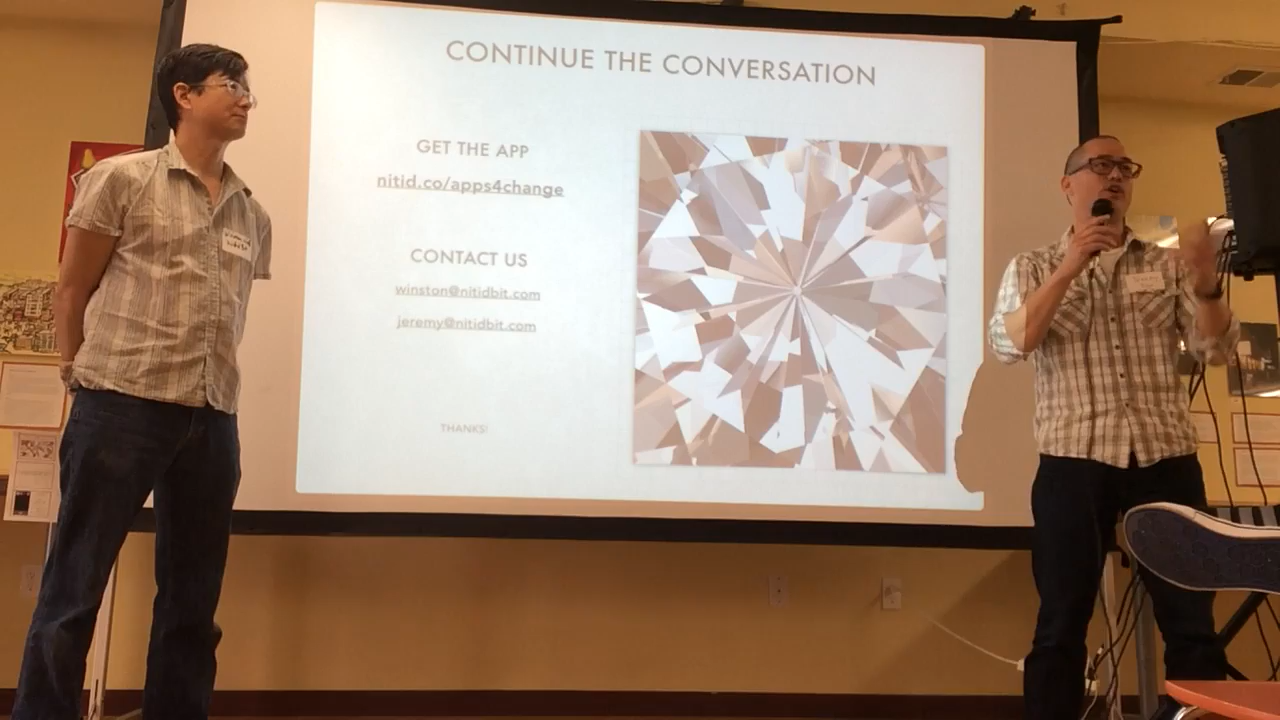 CONTINUE THE CONVERSATION
GET THE APP
nitid.co/apps4change
CONTACT US
winston@nitidbit.com
jeremy@nitidbit.com
THANKS!